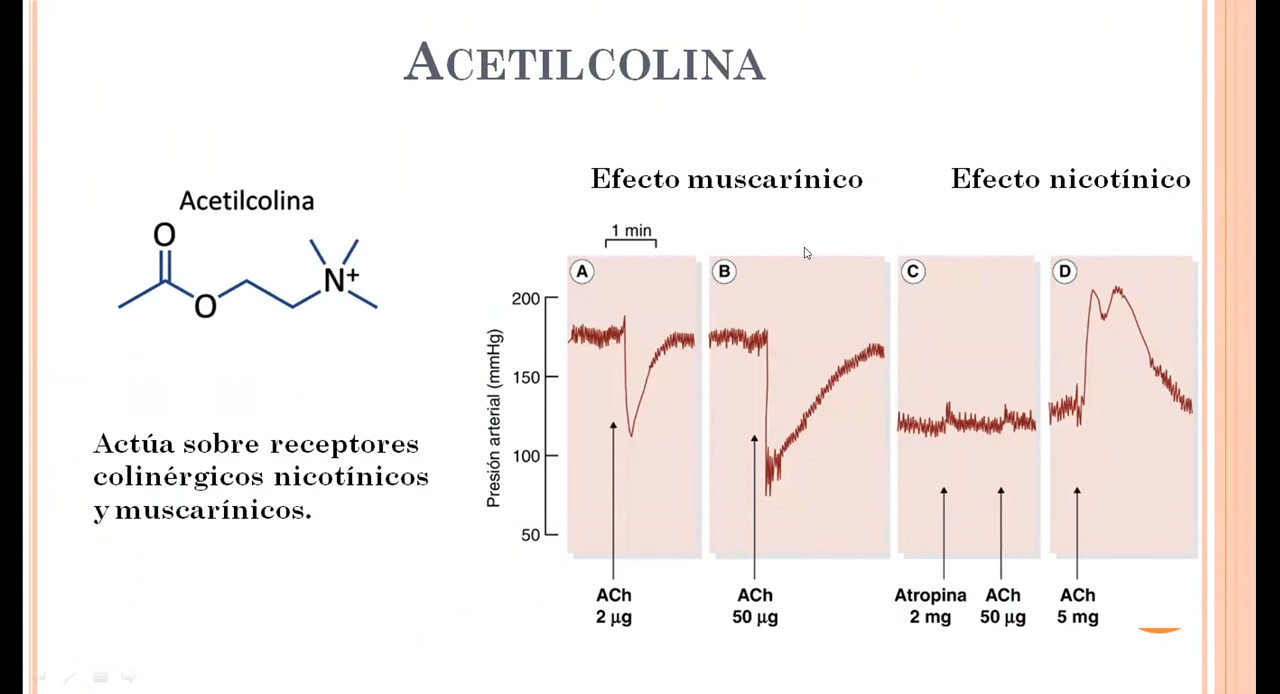 ACETILCOLINA
Efecto muscarínico
Efecto nicotínico
Acetilcolina
O
O
N+
Actúa sobre receptores
colinérgicos nicotínicos
y muscarínicos.
1 min
A
B
C
D
Presión arterial (mmHg)
200
150
100
50
ACh
2 µg
ACh
50 µg
Atropina
2 mg
ACh
50 µg
ACh
5 mg